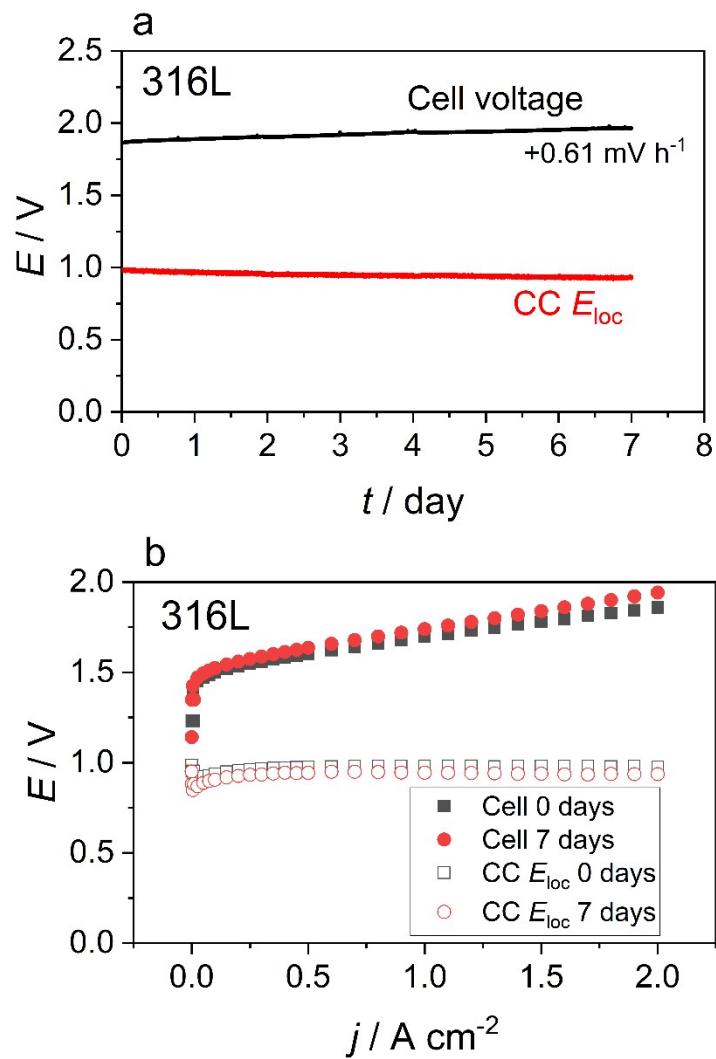 a
316L
Cell voltage
+0.61 mV h⁻¹
CC E_loc
2.5
2.0
1.5
1.0
0.5
0.0
E / V
0 1 2 3 4 5 6 7 8
t / day
b
316L
2.0
1.5
1.0
0.5
0.0
E / V
Cell 0 days
Cell 7 days
CC E_loc 0 days
CC E_loc 7 days
0.0 0.5 1.0 1.5 2.0
j / A cm⁻²